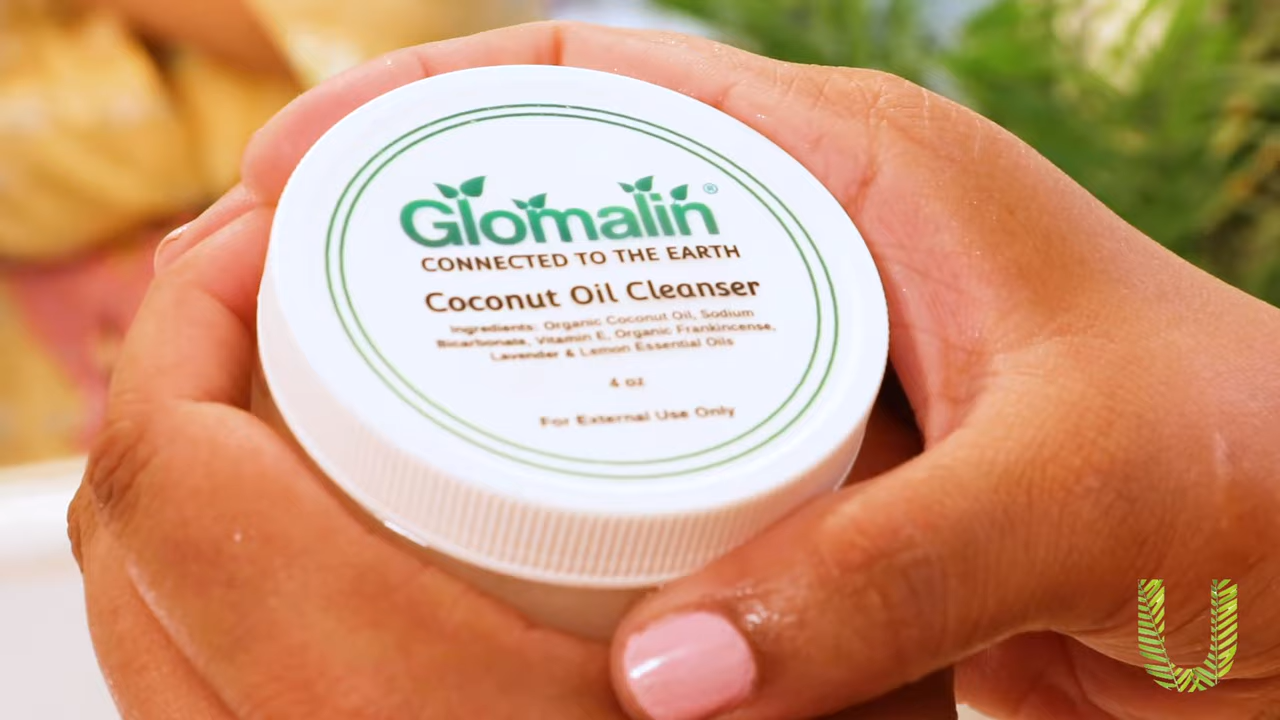 Glomalin®
CONNECTED TO THE EARTH
Coconut Oil Cleanser
Ingredients: Organic Coconut Oil, Sodium
Bicarbonate, Vitamin E, Organic Frankincense,
Lavender & Lemon Essential Oils
4 oz
For External Use Only
U